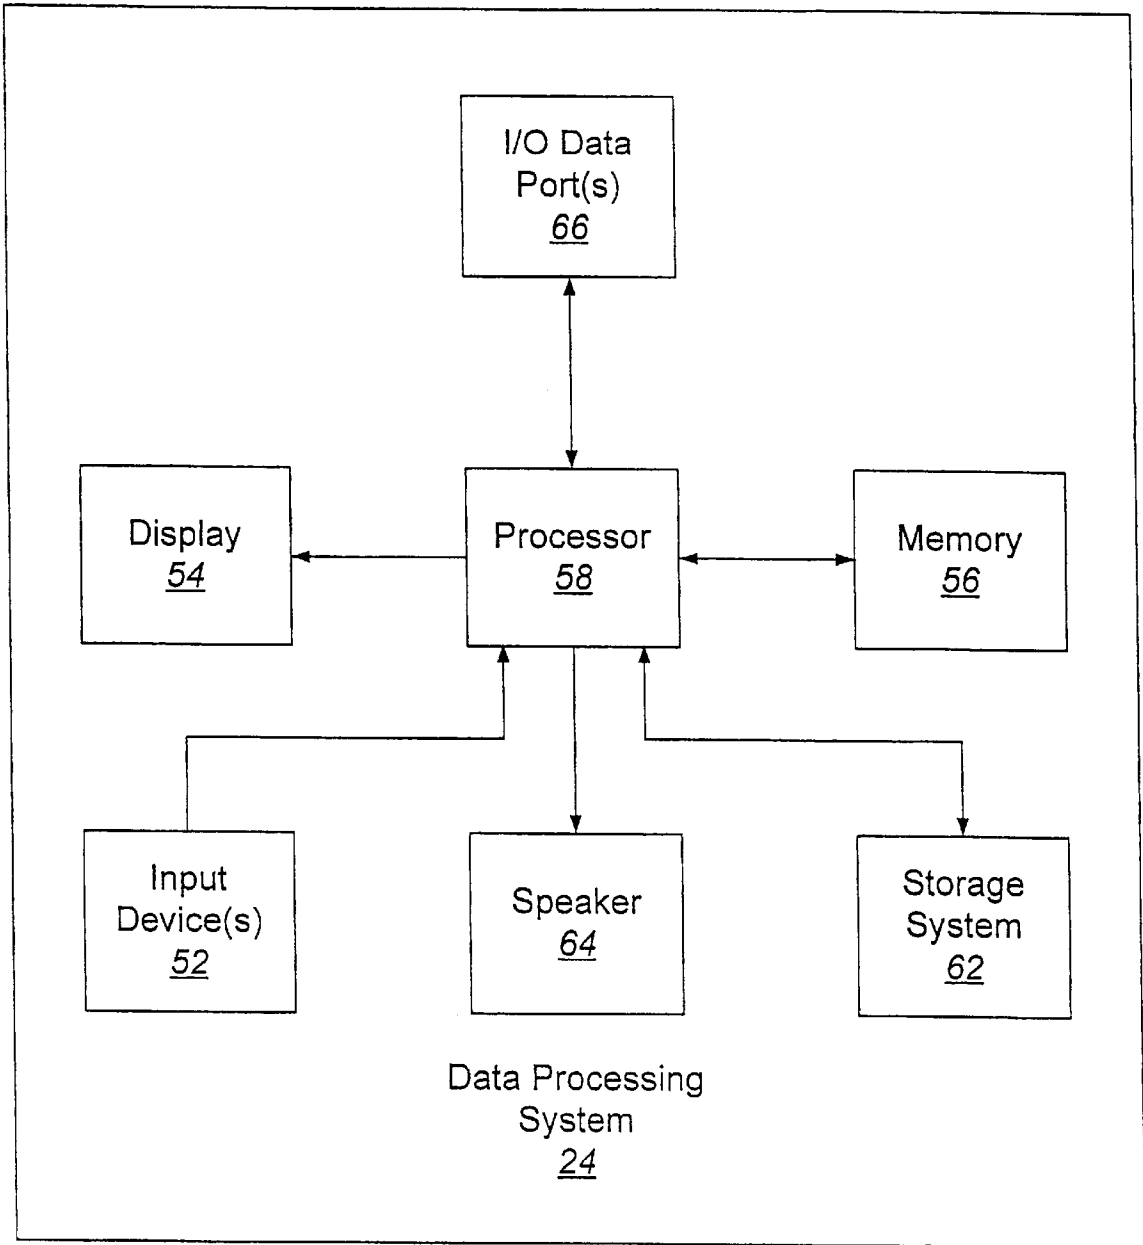 I/O Data
Port(s)
66
Display
54
Processor
58
Memory
56
Input
Device(s)
52
Speaker
64
Storage
System
62
Data Processing
System
24